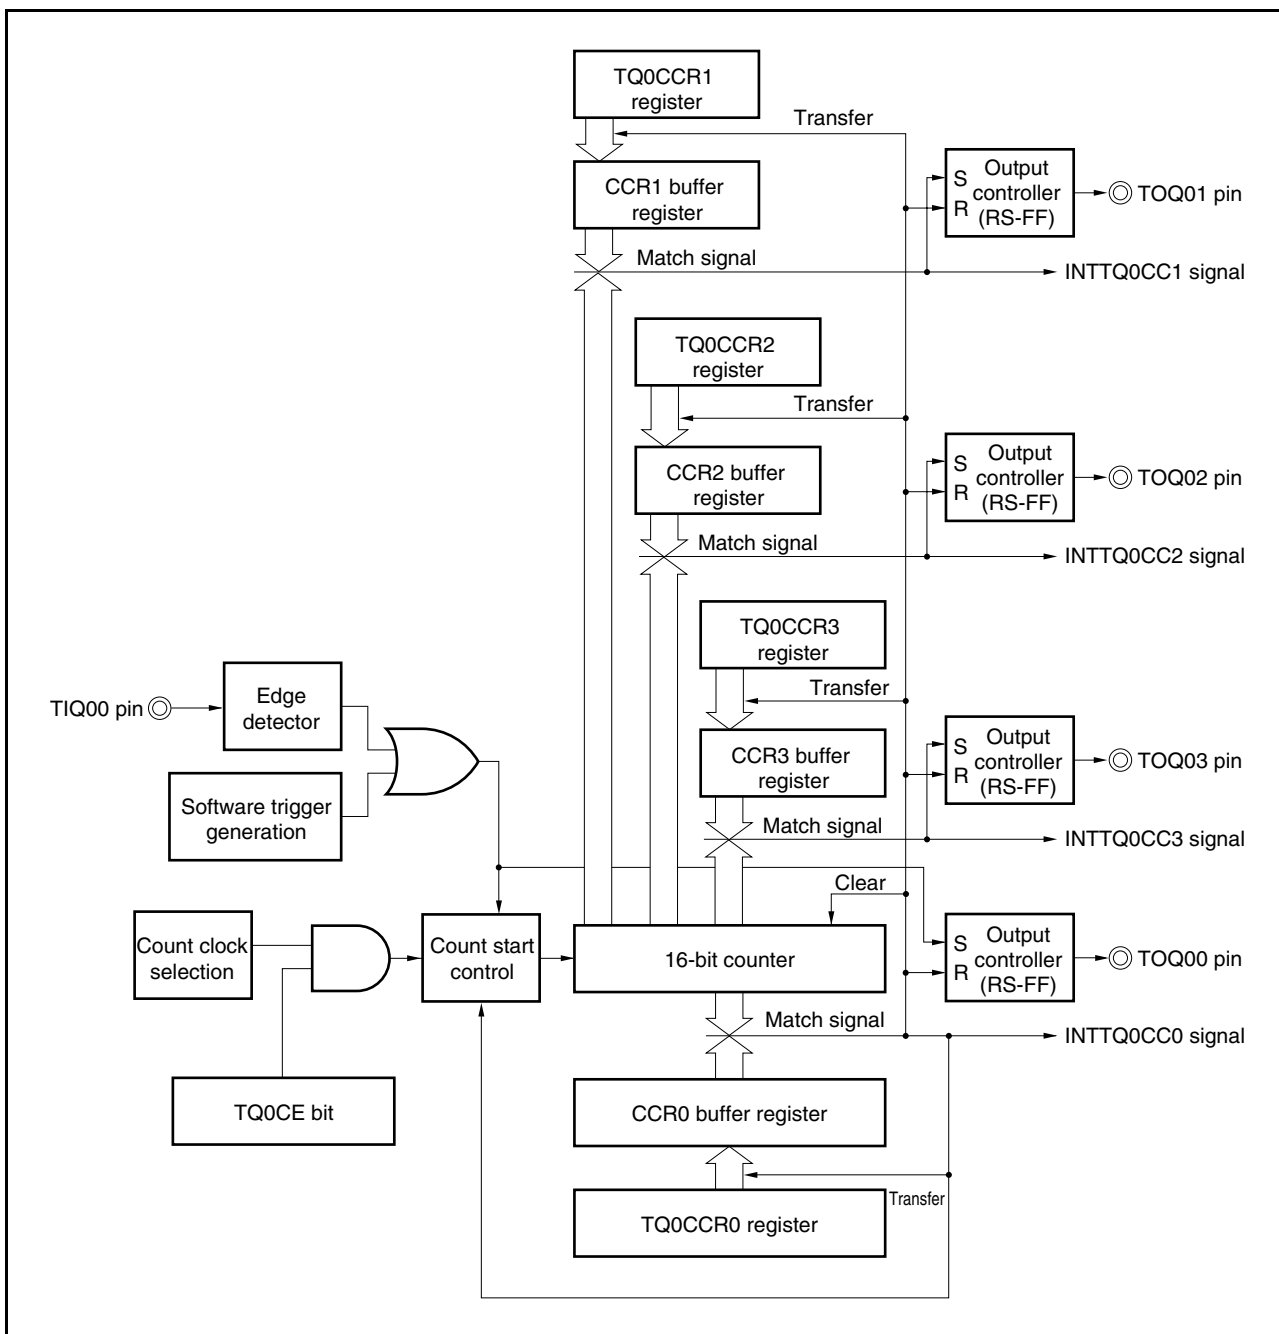 TQ0CCR1
register
Transfer
CCR1 buffer
register
S
R
Output
controller
(RS-FF)
TOQ01 pin
Match signal
INTTQ0CC1 signal
TQ0CCR2
register
Transfer
CCR2 buffer
register
S
R
Output
controller
(RS-FF)
TOQ02 pin
Match signal
INTTQ0CC2 signal
TQ0CCR3
register
Transfer
TIQ00 pin
Edge
detector
CCR3 buffer
register
S
R
Output
controller
(RS-FF)
TOQ03 pin
Software trigger
generation
Match signal
INTTQ0CC3 signal
Clear
Count clock
selection
Count start
control
16-bit counter
S
R
Output
controller
(RS-FF)
TOQ00 pin
Match signal
INTTQ0CC0 signal
TQ0CE bit
CCR0 buffer register
Transfer
TQ0CCR0 register